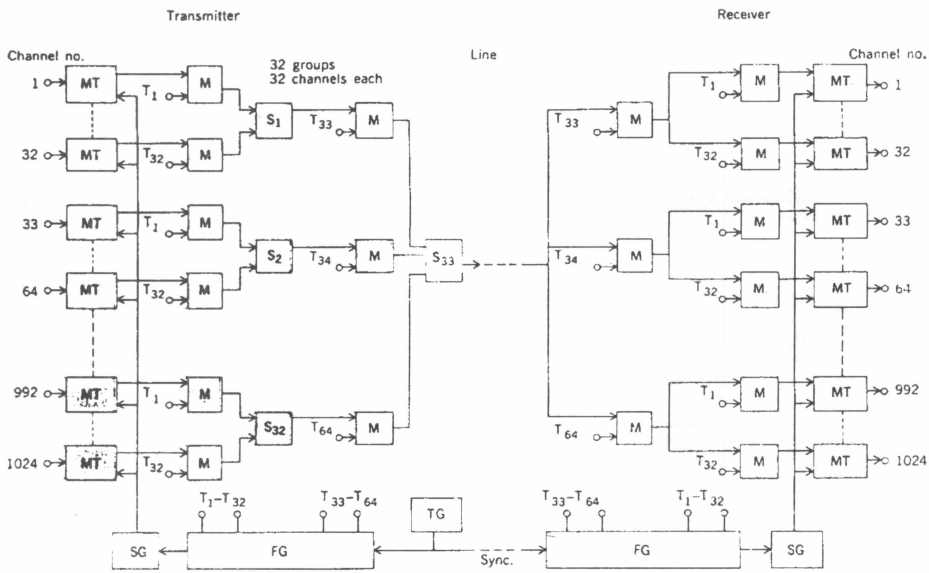 Transmitter
Receiver
Line
Channel no.
32 groups
32 channels each
Channel no.
1 MT T1 M T33 M T33 M T1 M MT 1
S1
32 MT T32 M T32 M MT 32
33 MT T1 M T1 M MT 33
S2 T34 M S33 T34 M
64 MT T32 M T32 M MT 64
992 MT T1 M T1 M MT 992
S32 T64 M T64 M
1024 MT T32 M T32 M MT 1024
T1–T32 T33–T64 T33–T64 T1–T32
TG
SG FG Sync. FG SG